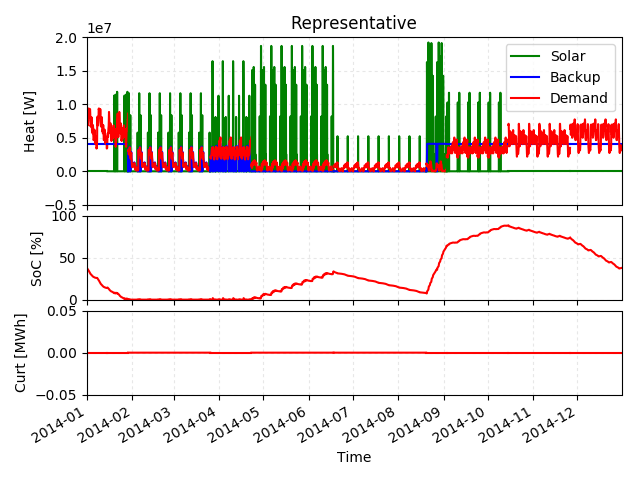 Representative
1e7
2.0
1.5
1.0
0.5
0.0
−0.5
Heat [W]
Solar
Backup
Demand
100
50
0
SoC [%]
0.05
0.00
−0.05
Curt [MWh]
2014-01
2014-02
2014-03
2014-04
2014-05
2014-06
2014-07
2014-08
2014-09
2014-10
2014-11
2014-12
Time